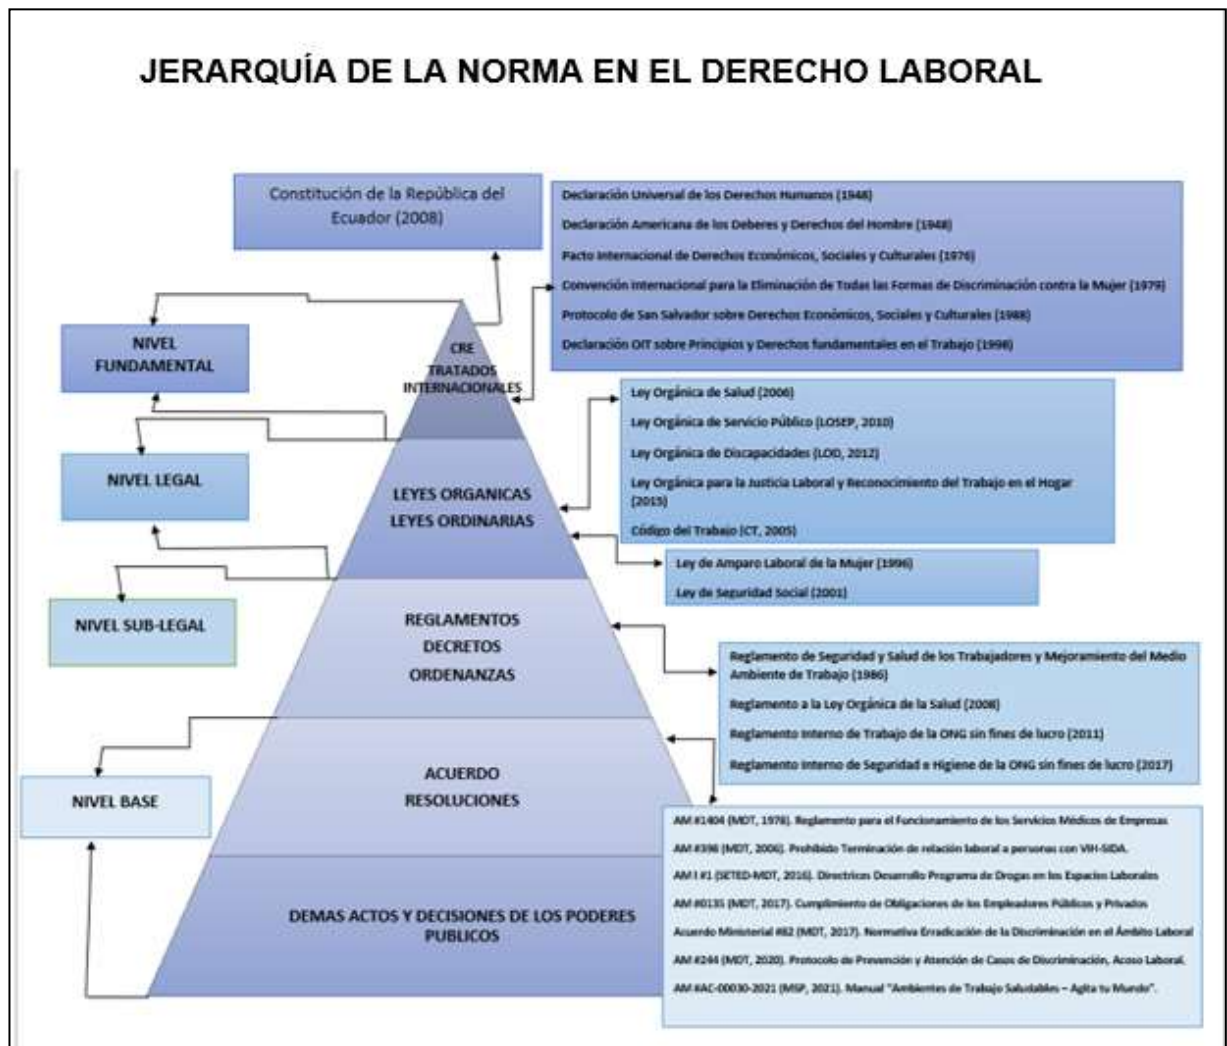 JERARQUÍA DE LA NORMA EN EL DERECHO LABORAL
Constitución de la República del
Ecuador (2008)
Declaración Universal de los Derechos Humanos (1948)
Declaración Americana de los Deberes y Derechos del Hombre (1948)
Pacto Internacional de Derechos Económicos, Sociales y Culturales (1976)
Convención Internacional para la Eliminación de Todas las Formas de Discriminación contra la Mujer (1979)
Protocolo de San Salvador sobre Derechos Económicos, Sociales y Culturales (1988)
Declaración OIT sobre Principios y Derechos fundamentales en el Trabajo (1998)
NIVEL
FUNDAMENTAL
CRE
TRATADOS
INTERNACIONALES
Ley Orgánica de Salud (2006)
Ley Orgánica de Servicio Público (LOSEP, 2010)
Ley Orgánica de Discapacidades (LOD, 2012)
Ley Orgánica para la Justicia Laboral y Reconocimiento del Trabajo en el Hogar
(2015)
Código del Trabajo (CT, 2005)
NIVEL LEGAL
LEYES ORGANICAS
LEYES ORDINARIAS
Ley de Amparo Laboral de la Mujer (1996)
Ley de Seguridad Social (2001)
NIVEL SUB-LEGAL
REGLAMENTOS
DECRETOS
ORDENANZAS
Reglamento de Seguridad y Salud de los Trabajadores y Mejoramiento del Medio
Ambiente de Trabajo (1986)
Reglamento a la Ley Orgánica de la Salud (2008)
Reglamento Interno de Trabajo de la ONG sin fines de lucro (2011)
Reglamento Interno de Seguridad e Higiene de la ONG sin fines de lucro (2017)
NIVEL BASE
ACUERDO
RESOLUCIONES
AM #1404 (MDT, 1978). Reglamento para el Funcionamiento de los Servicios Médicos de Empresas
AM #398 (MDT, 2006). Prohibido Terminación de relación laboral a personas con VIH-SIDA.
AM I #1 (SETED-MDT, 2016). Directrices Desarrollo Programa de Drogas en los Espacios Laborales
AM #0135 (MDT, 2017). Cumplimiento de Obligaciones de los Empleadores Públicos y Privados
Acuerdo Ministerial #82 (MDT, 2017). Normativa Erradicación de la Discriminación en el Ámbito Laboral
AM #244 (MDT, 2020). Protocolo de Prevención y Atención de Casos de Discriminación, Acoso Laboral.
AM #AC-00030-2021 (MSP, 2021). Manual "Ambientes de Trabajo Saludables – Agita tu Mundo".
DEMAS ACTOS Y DECISIONES DE LOS PODERES
PUBLICOS